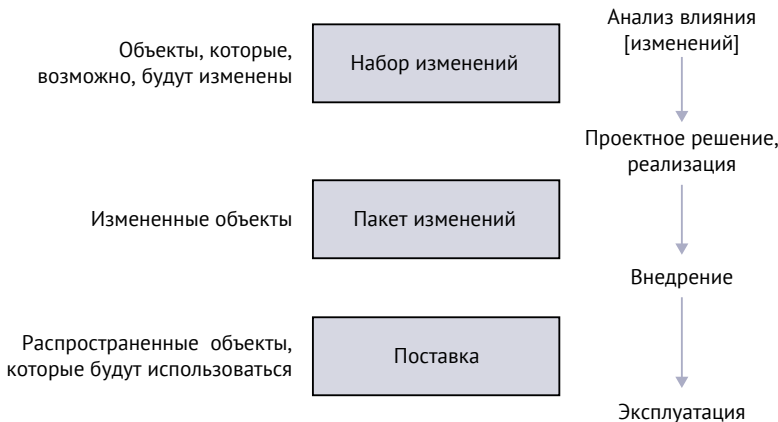 Анализ влияния
[изменений]
Объекты, которые,
возможно, будут изменены
Набор изменений
Проектное решение,
реализация
Измененные объекты
Пакет изменений
Внедрение
Распространенные объекты,
которые будут использоваться
Поставка
Эксплуатация